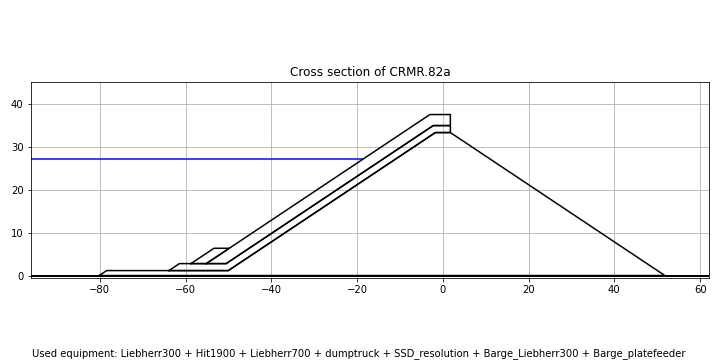 Cross section of CRMR.82a
40
30
20
10
0
−80 −60 −40 −20 0 20 40 60
Used equipment: Liebherr300 + Hit1900 + Liebherr700 + dumptruck + SSD_resolution + Barge_Liebherr300 + Barge_platefeeder